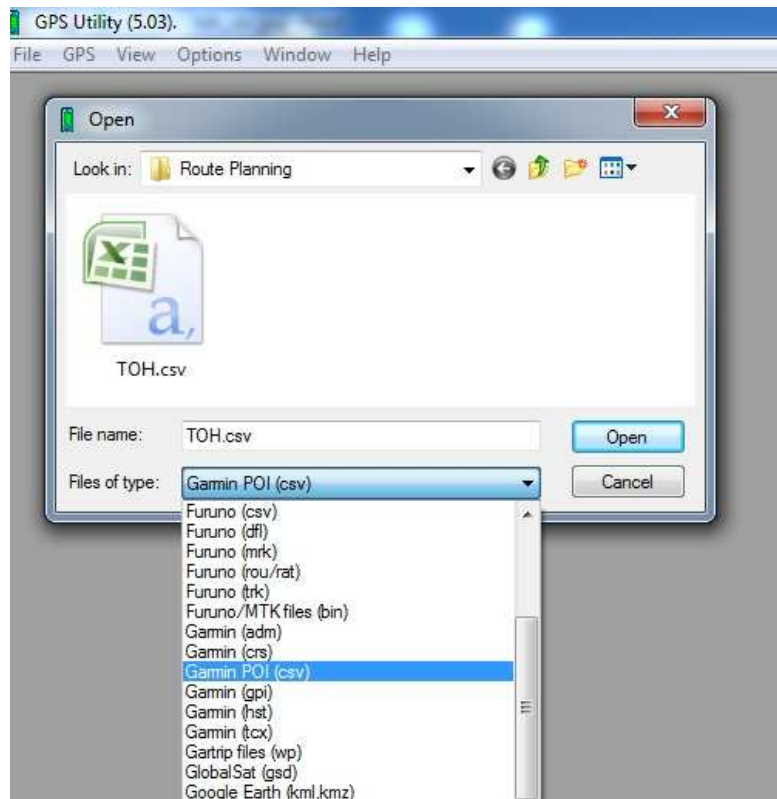 GPS Utility (5.03).
File GPS View Options Window Help
Open
Look in: Route Planning
a,
TOH.csv
File name: TOH.csv Open
Files of type: Garmin POI (csv) Cancel
Furuno (csv)
Furuno (dfl)
Furuno (mrk)
Furuno (rou/rat)
Furuno (trk)
Furuno/MTK files (bin)
Garmin (adm)
Garmin (crs)
Garmin POI (csv)
Garmin (gpi)
Garmin (hst)
Garmin (tcx)
Gartrip files (wp)
GlobalSat (gsd)
Google Earth (kml,kmz)